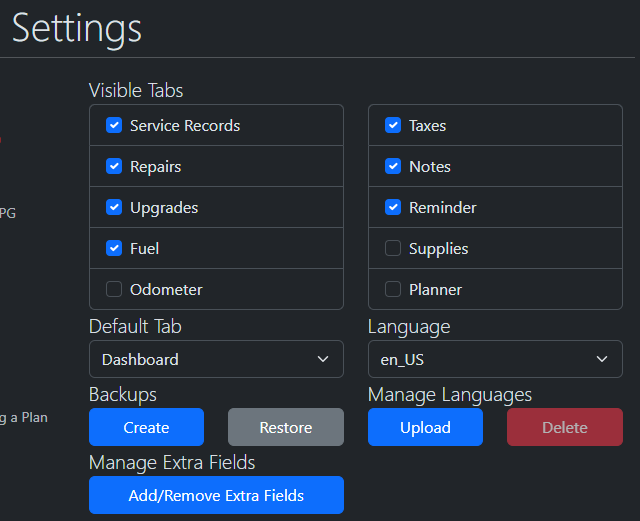 Settings
Visible Tabs
Service Records
Taxes
Repairs
Notes
PG
Upgrades
Reminder
Fuel
Supplies
Odometer
Planner
Default Tab
Language
Dashboard
en_US
Backups
Manage Languages
g a Plan
Create
Restore
Upload
Delete
Manage Extra Fields
Add/Remove Extra Fields